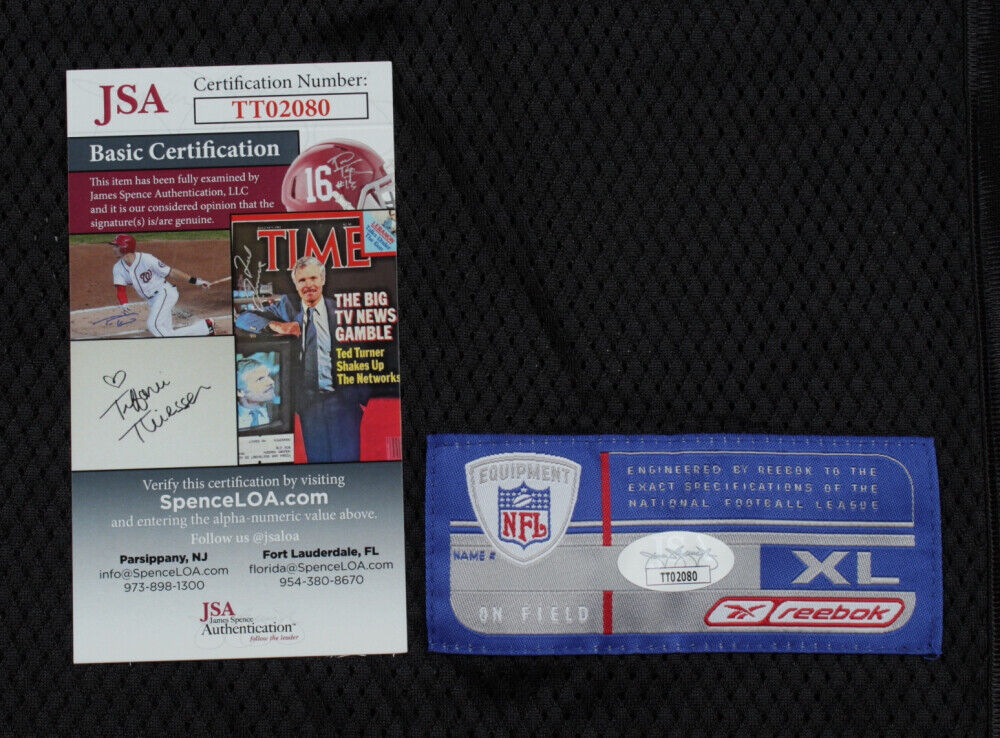 JSA
Certification Number:
TT02080
Basic Certification
This item has been fully examined by
James Spence Authentication, LLC
and it is our considered opinion that the
signature(s) is/are genuine.
16
TIME
THE BIG
TV NEWS
GAMBLE
Ted Turner
Shakes Up
The Networks
Tiffani
Thiessen
Verify this certification by visiting
SpenceLOA.com
and entering the alpha-numeric value above.
Follow us @jsaloa
Parsippany, NJ
info@SpenceLOA.com
973-898-1300
Fort Lauderdale, FL
florida@SpenceLOA.com
954-380-8670
JSA
James Spence
Authentication
follow the leader
EQUIPMENT
NFL
ENGINEERED BY REEBOK TO THE
EXACT SPECIFICATIONS OF THE
NATIONAL FOOTBALL LEAGUE
NAME #
TT02080
XL
ON FIELD
reebok